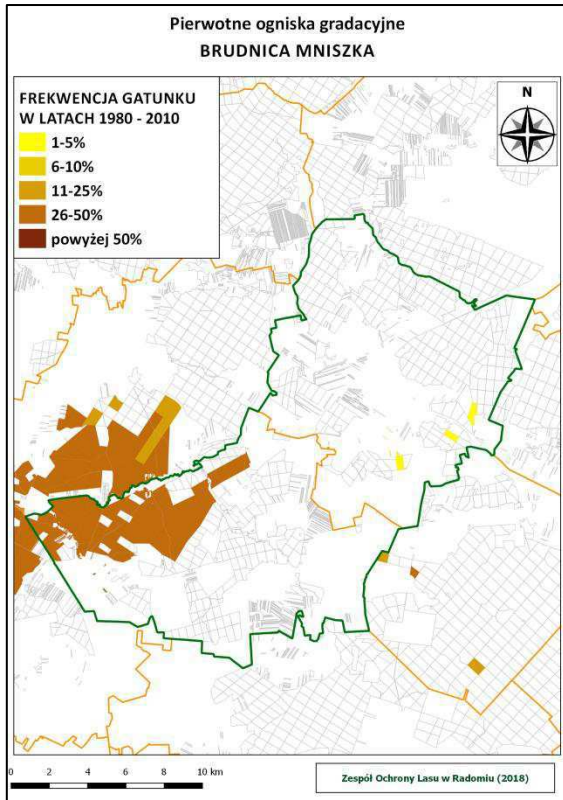 Pierwotne ogniska gradacyjne
BRUDNICA MNISZKA
FREKWENCJA GATUNKU
W LATACH 1980 - 2010
1-5%
6-10%
11-25%
26-50%
powyżej 50%
N
0 2 4 6 8 10 km
Zespół Ochrony Lasu w Radomiu (2018)